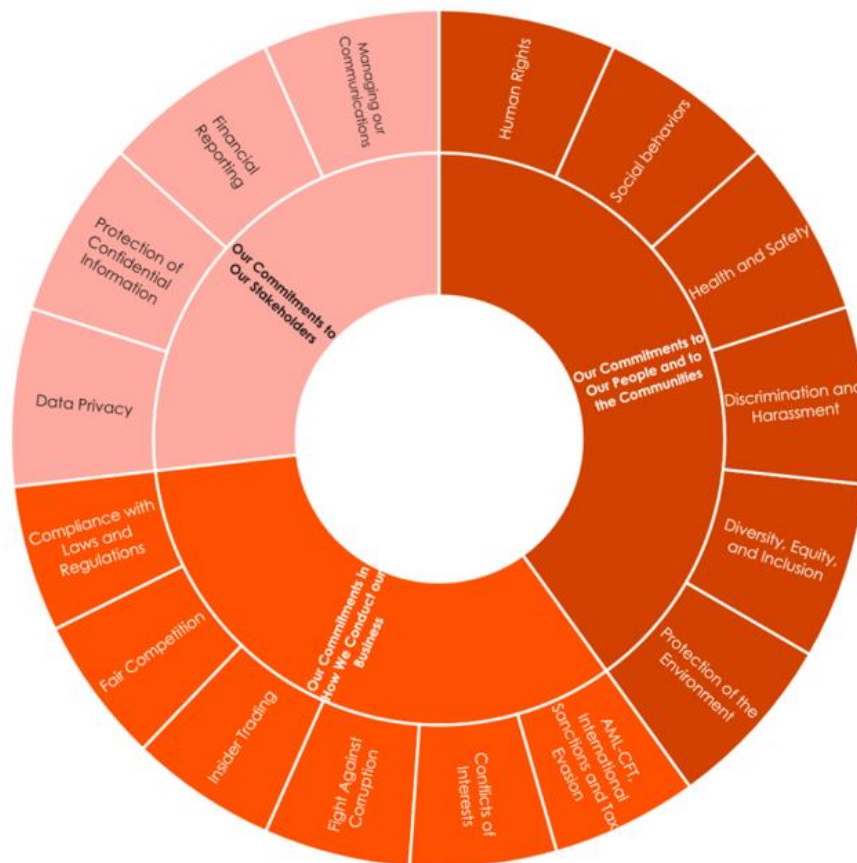 Our Commitments to
Our People and to
the Communities
Human Rights
Social behaviors
Health and Safety
Discrimination and
Harassment
Diversity, Equity,
and Inclusion
Protection of the
Environment
Our Commitments in
How We Conduct our
Business
AML-CFT,
International
Sanctions and Tax
Evasion
Conflicts of
Interests
Fight Against
Corruption
Insider Trading
Fair Competition
Compliance with
Laws and
Regulations
Our Commitments to
Our Stakeholders
Data Privacy
Protection of
Confidential
Information
Financial
Reporting
Managing our
Communications